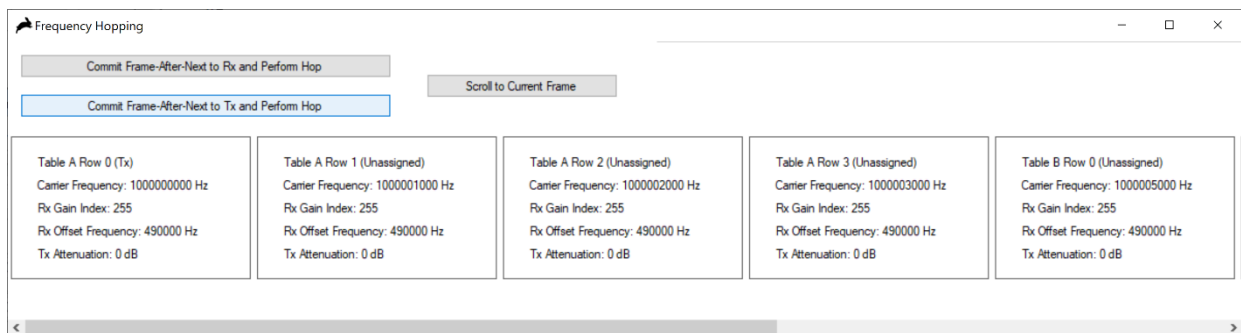 Frequency Hopping
Commit Frame-After-Next to Rx and Perform Hop
Scroll to Current Frame
Commit Frame-After-Next to Tx and Perform Hop
Table A Row 0 (Tx)
Carrier Frequency: 1000000000 Hz
Rx Gain Index: 255
Rx Offset Frequency: 490000 Hz
Tx Attenuation: 0 dB
Table A Row 1 (Unassigned)
Carrier Frequency: 1000001000 Hz
Rx Gain Index: 255
Rx Offset Frequency: 490000 Hz
Tx Attenuation: 0 dB
Table A Row 2 (Unassigned)
Carrier Frequency: 1000002000 Hz
Rx Gain Index: 255
Rx Offset Frequency: 490000 Hz
Tx Attenuation: 0 dB
Table A Row 3 (Unassigned)
Carrier Frequency: 1000003000 Hz
Rx Gain Index: 255
Rx Offset Frequency: 490000 Hz
Tx Attenuation: 0 dB
Table B Row 0 (Unassigned)
Carrier Frequency: 1000005000 Hz
Rx Gain Index: 255
Rx Offset Frequency: 490000 Hz
Tx Attenuation: 0 dB